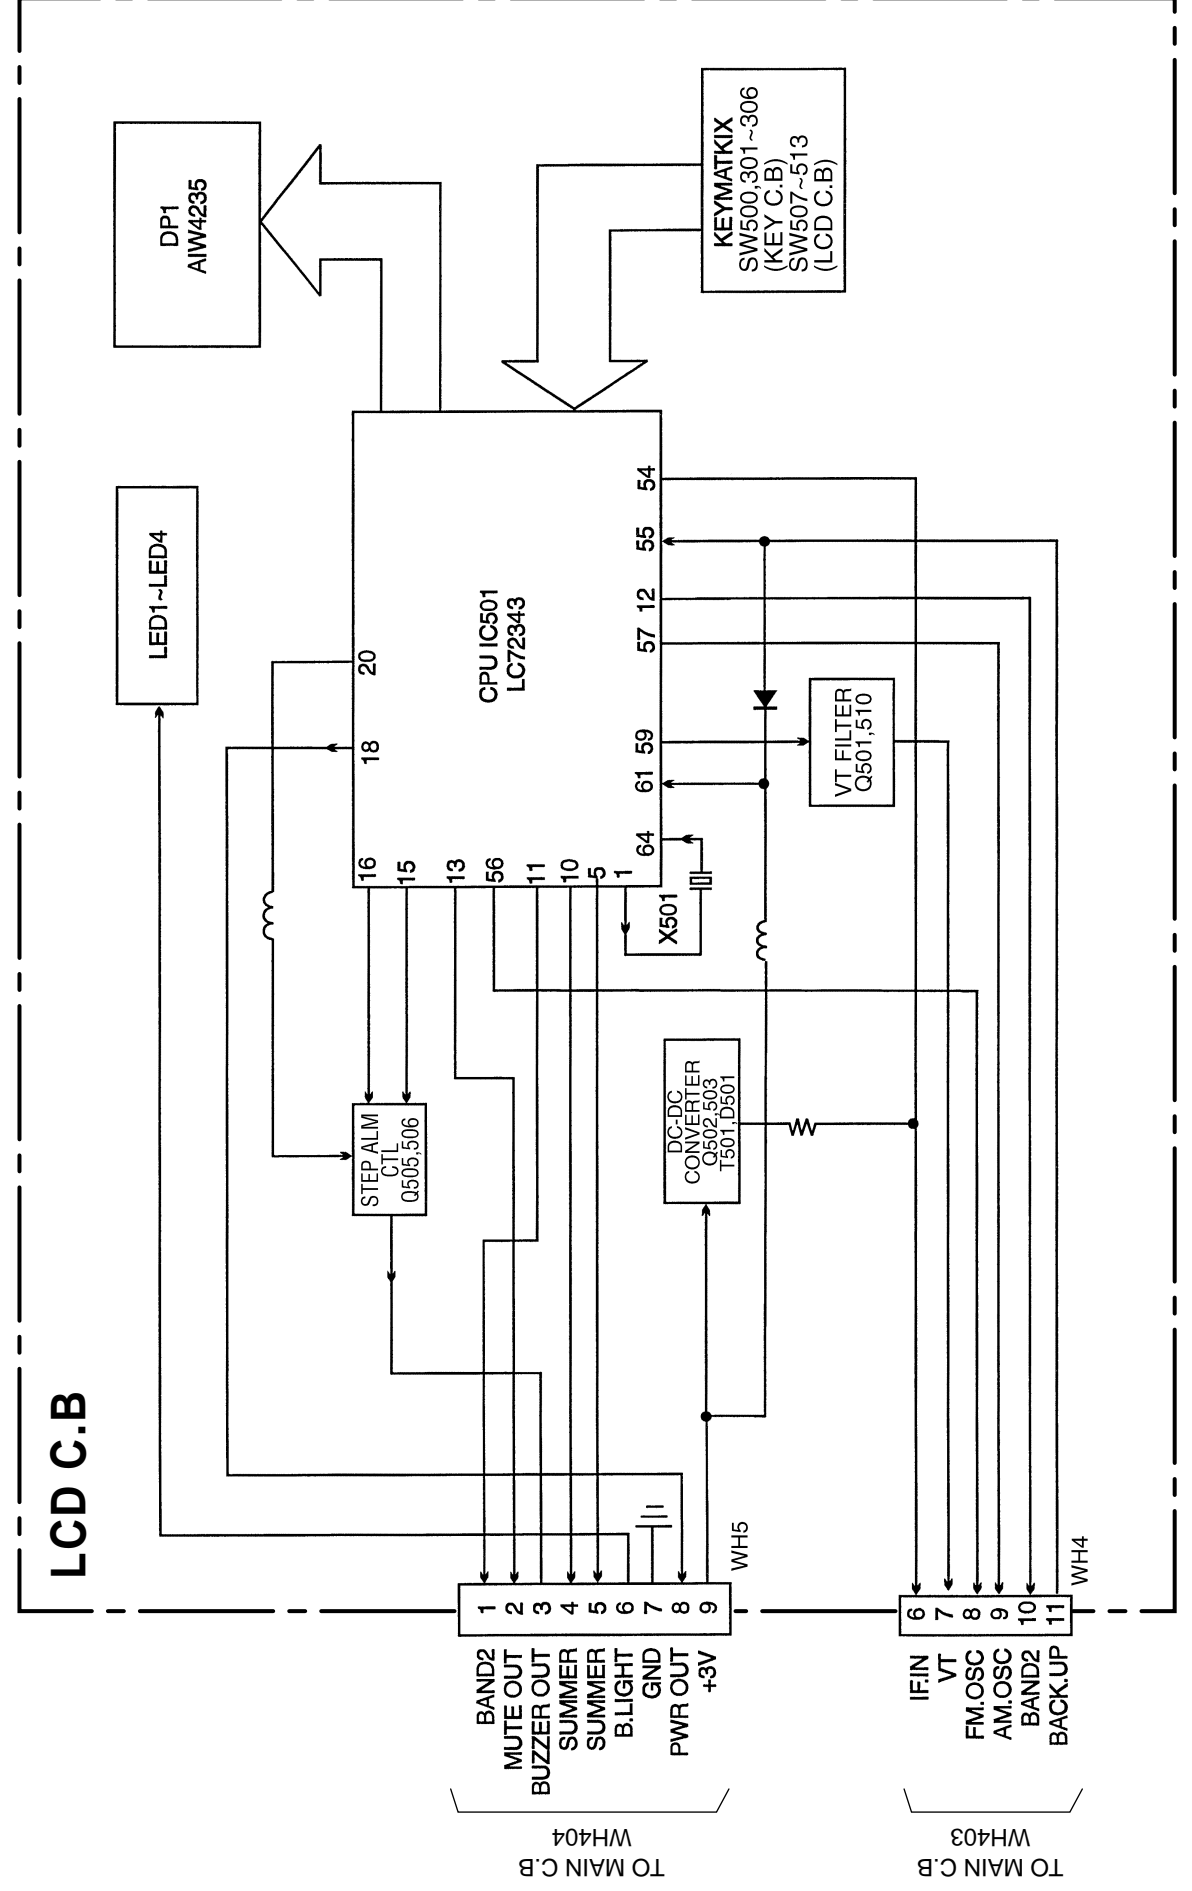 LCD C.B
DP1
AIW4235
LED1~LED4
KEYMATKIX
SW500,301~306
(KEY C.B)
SW507~513
(LCD C.B)
CPU IC501
LC72343
20
18
16
15
13
56
11
10
5
1
64
61
59
57
12
55
54
X501
STEP ALM
CTL
Q505,506
DC-DC
CONVERTER
Q502,503
T501,D501
VT FILTER
Q501,510
WH5
BAND2 1
MUTE OUT 2
BUZZER OUT 3
SUMMER 4
SUMMER 5
B.LIGHT 6
GND 7
PWR OUT 8
+3V 9
TO MAIN C.B
WH404
WH4
IF.IN 6
VT 7
FM.OSC 8
AM.OSC 9
BAND2 10
BACK.UP 11
TO MAIN C.B
WH403